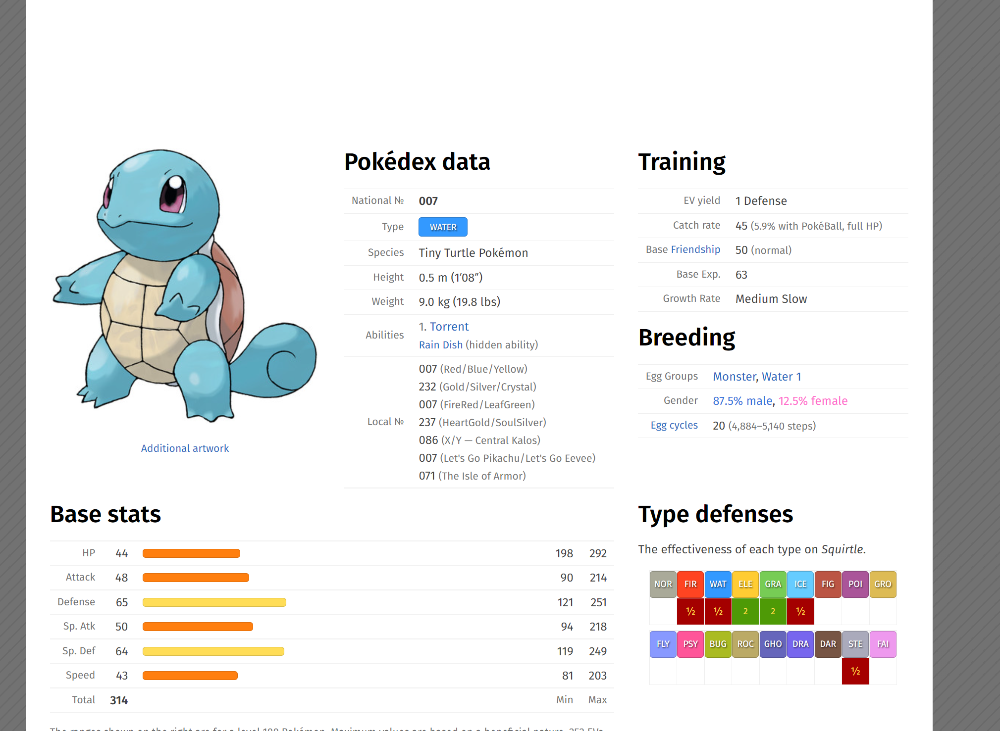 Pokédex data
National № 007
Type WATER
Species Tiny Turtle Pokémon
Height 0.5 m (1′08″)
Weight 9.0 kg (19.8 lbs)
Abilities 1. Torrent
Rain Dish (hidden ability)
Local № 007 (Red/Blue/Yellow)
232 (Gold/Silver/Crystal)
007 (FireRed/LeafGreen)
237 (HeartGold/SoulSilver)
086 (X/Y — Central Kalos)
007 (Let's Go Pikachu/Let's Go Eevee)
071 (The Isle of Armor)
Training
EV yield 1 Defense
Catch rate 45 (5.9% with PokéBall, full HP)
Base Friendship 50 (normal)
Base Exp. 63
Growth Rate Medium Slow
Breeding
Egg Groups Monster, Water 1
Gender 87.5% male, 12.5% female
Egg cycles 20 (4,884–5,140 steps)
Additional artwork
Base stats
HP 44 198 292
Attack 48 90 214
Defense 65 121 251
Sp. Atk 50 94 218
Sp. Def 64 119 249
Speed 43 81 203
Total 314 Min Max
The ranges shown on the right are for a level 100 Pokémon. Maximum values are based on a beneficial nature, 252 EVs,
Type defenses
The effectiveness of each type on Squirtle.
NOR FIR WAT ELE GRA ICE FIG POI GRO
½ ½ 2 2 ½
FLY PSY BUG ROC GHO DRA DAR STE FAI
½